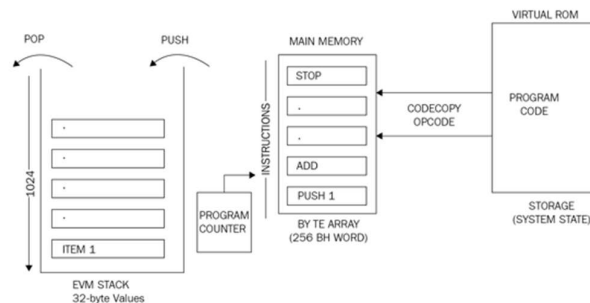 POP
PUSH
1024
.
.
.
.
ITEM 1
EVM STACK
32-byte Values
PROGRAM
COUNTER
INSTRUCTIONS
MAIN MEMORY
STOP
.
.
ADD
PUSH 1
BY TE ARRAY
(256 BH WORD)
CODECOPY
OPCODE
VIRTUAL ROM
PROGRAM
CODE
STORAGE
(SYSTEM STATE)